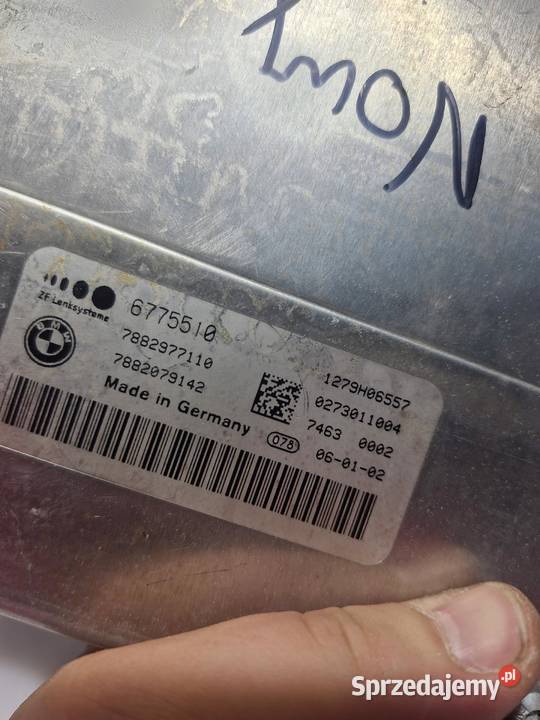 Nowy
ZF Lenksysteme
BMW
6775510
7882977110
7882079142
Made in Germany
078
1279H06557
0273011004
7463 0002
06-01-02
Sprzedajemy.pl